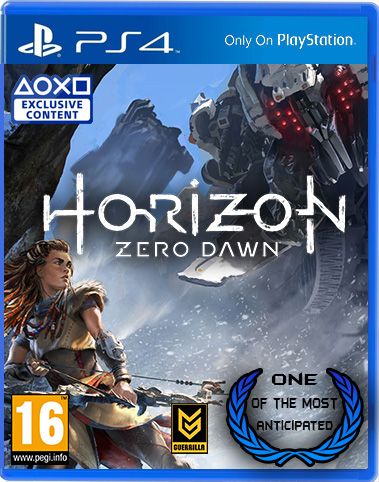 PS4
Only On PlayStation®
EXCLUSIVE
CONTENT
HORIZON
ZERO DAWN
16
www.pegi.info
GUERRILLA
ONE
OF THE MOST
ANTICIPATED